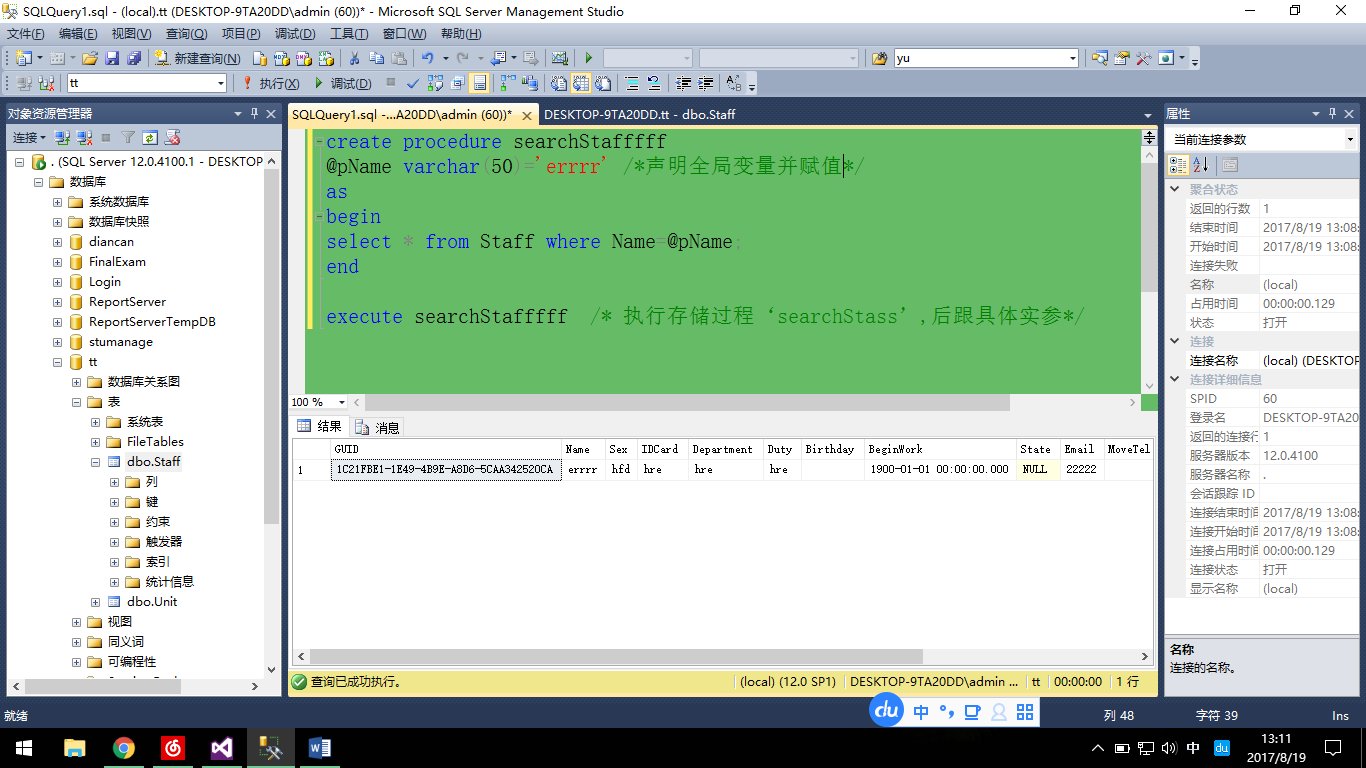 SQLQuery1.sql - (local).tt (DESKTOP-9TA20DD\admin (60))* - Microsoft SQL Server Management Studio
文件(F) 编辑(E) 视图(V) 查询(Q) 项目(P) 调试(D) 工具(T) 窗口(W) 帮助(H)
新建查询(N) yu
tt 执行(X) 调试(D)
对象资源管理器
连接
. (SQL Server 12.0.4100.1 - DESKTOP
数据库
系统数据库
数据库快照
diancan
FinalExam
Login
ReportServer
ReportServerTempDB
stumanage
tt
数据库关系图
表
系统表
FileTables
dbo.Staff
列
键
约束
触发器
索引
统计信息
dbo.Unit
视图
同义词
可编程性
SQLQuery1.sql -...A20DD\admin (60))* DESKTOP-9TA20DD.tt - dbo.Staff
create procedure searchStafffff
@pName varchar(50)='errrr' /*声明全局变量并赋值*/
as
begin
select * from Staff where Name=@pName;
end
execute searchStafffff /* 执行存储过程‘searchStass’,后跟具体实参*/
100 %
结果 消息
GUID Name Sex IDCard Department Duty Birthday BeginWork State Email MoveTel
1 1C21FBE1-1E49-4B9E-A8D6-5CAA342520CA errrr hfd hre hre hre 1900-01-01 00:00:00.000 NULL 22222
查询已成功执行。 (local) (12.0 SP1) DESKTOP-9TA20DD\admin ... tt 00:00:00 1 行
属性
当前连接参数
聚合状态
返回的行数 1
结束时间 2017/8/19 13:08:
开始时间 2017/8/19 13:08:
连接失败
名称 (local)
占用时间 00:00:00.129
状态 打开
连接
连接名称 (local) (DESKTO
连接详细信息
SPID 60
登录名 DESKTOP-9TA20
返回的连接行 1
服务器版本 12.0.4100
服务器名称 .
会话跟踪 ID
连接结束时间 2017/8/19 13:08:
连接开始时间 2017/8/19 13:08:
连接占用时间 00:00:00.129
连接状态 打开
显示名称 (local)
名称
连接的名称。
du 中
就绪 列 48 字符 39 Ins
中 du 13:11
2017/8/19